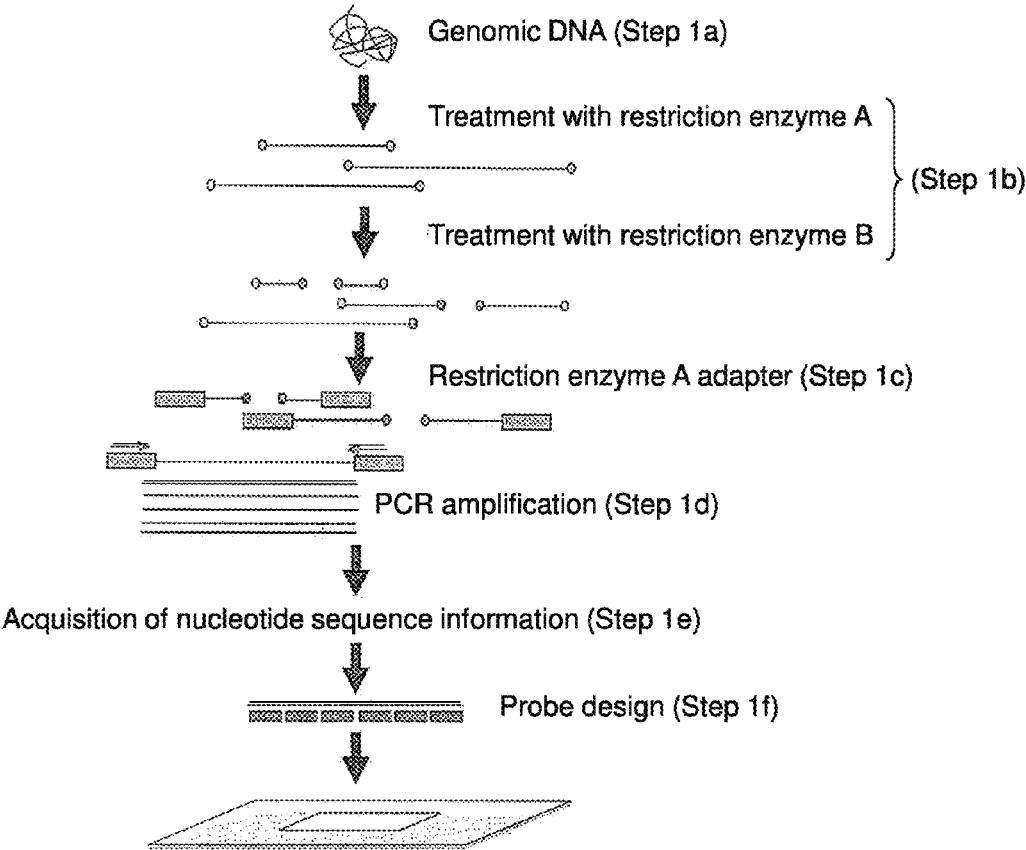 Genomic DNA (Step 1a)
Treatment with restriction enzyme A
(Step 1b)
Treatment with restriction enzyme B
Restriction enzyme A adapter (Step 1c)
PCR amplification (Step 1d)
Acquisition of nucleotide sequence information (Step 1e)
Probe design (Step 1f)